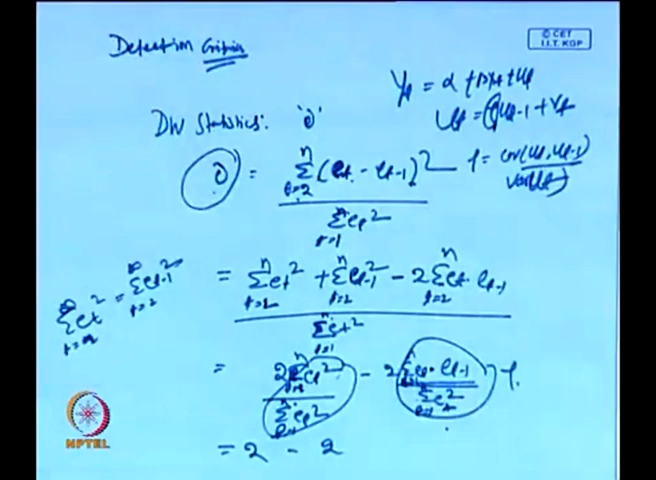 Detection Criteria
© CET
I.I.T. KGP
Yt = α + βXt + Ut
Ut = ρUt-1 + Vt
DW Statistics: 'd'
d = Σ(et - et-1)² / Σet²
n
t=2
t=1
ρ = cov(Ut, Ut-1) / var(Ut)
Σet² = Σet-1²
= Σet² + Σet-1² - 2Σet·et-1 / Σet²
= 2Σet² / Σet² - 2 Σet·et-1 / Σet² ρ
= 2 - 2
NPTEL